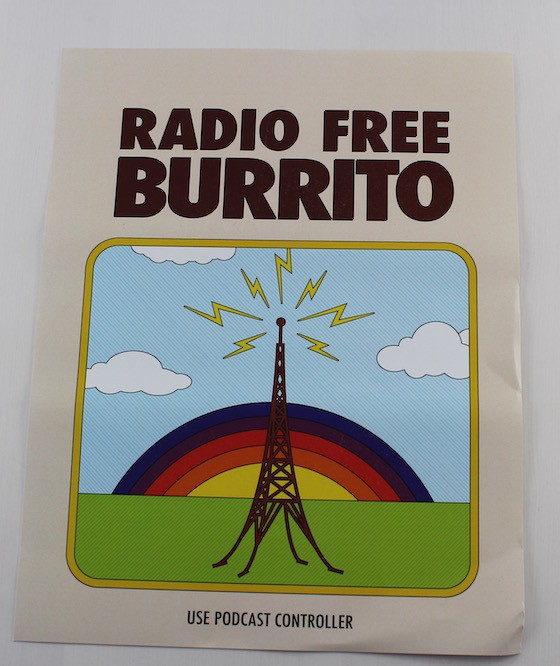 RADIO FREE
BURRITO
USE PODCAST CONTROLLER